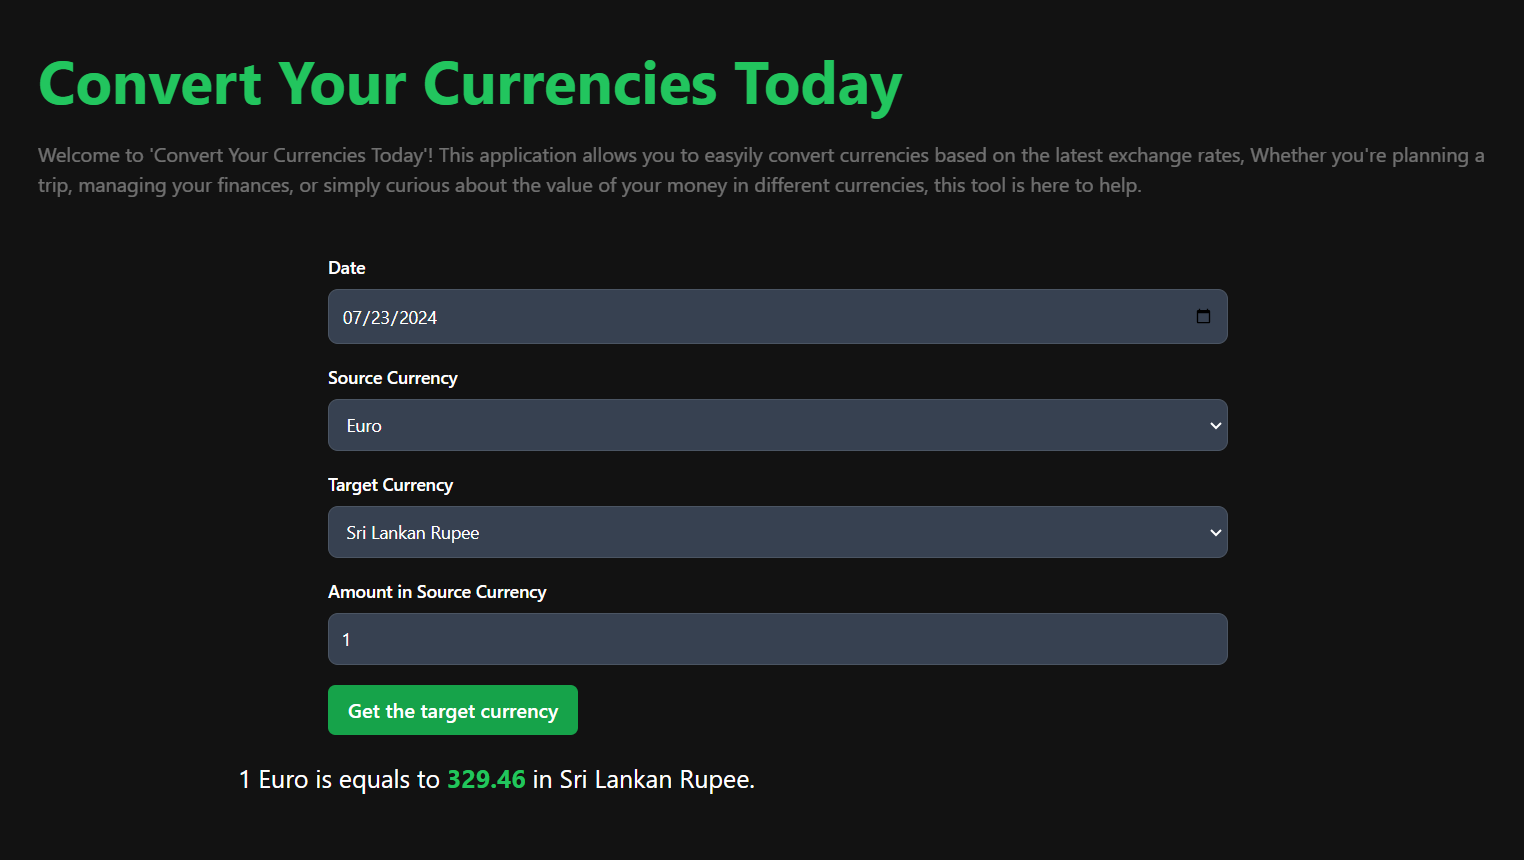 Convert Your Currencies Today
Welcome to 'Convert Your Currencies Today'! This application allows you to easyily convert currencies based on the latest exchange rates, Whether you're planning a
trip, managing your finances, or simply curious about the value of your money in different currencies, this tool is here to help.
Date
07/23/2024
Source Currency
Euro
Target Currency
Sri Lankan Rupee
Amount in Source Currency
1
Get the target currency
1 Euro is equals to 329.46 in Sri Lankan Rupee.